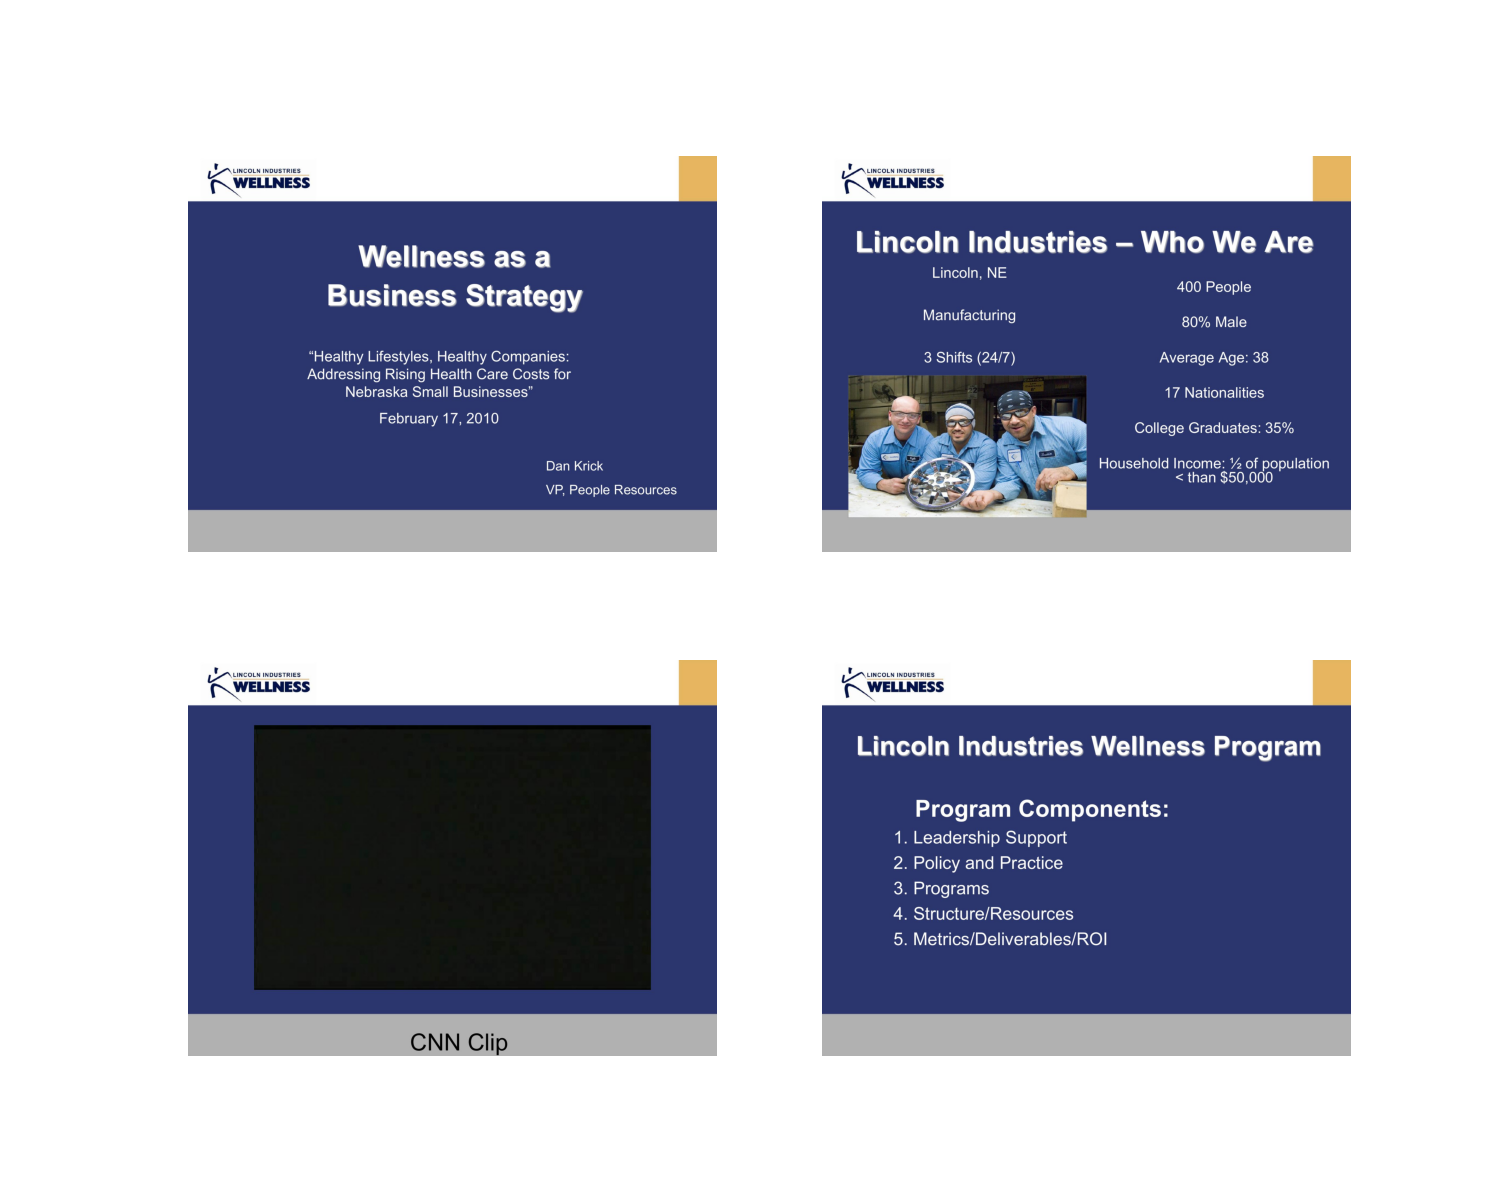 LINCOLN INDUSTRIES
WELLNESS
Wellness as a
Business Strategy
“Healthy Lifestyles, Healthy Companies:
Addressing Rising Health Care Costs for
Nebraska Small Businesses”
February 17, 2010
Dan Krick
VP, People Resources
LINCOLN INDUSTRIES
WELLNESS
Lincoln Industries – Who We Are
Lincoln, NE
Manufacturing
3 Shifts (24/7)
400 People
80% Male
Average Age: 38
17 Nationalities
College Graduates: 35%
Household Income: ½ of population
< than $50,000
LINCOLN INDUSTRIES
WELLNESS
CNN Clip
LINCOLN INDUSTRIES
WELLNESS
Lincoln Industries Wellness Program
Program Components:
1. Leadership Support
2. Policy and Practice
3. Programs
4. Structure/Resources
5. Metrics/Deliverables/ROI